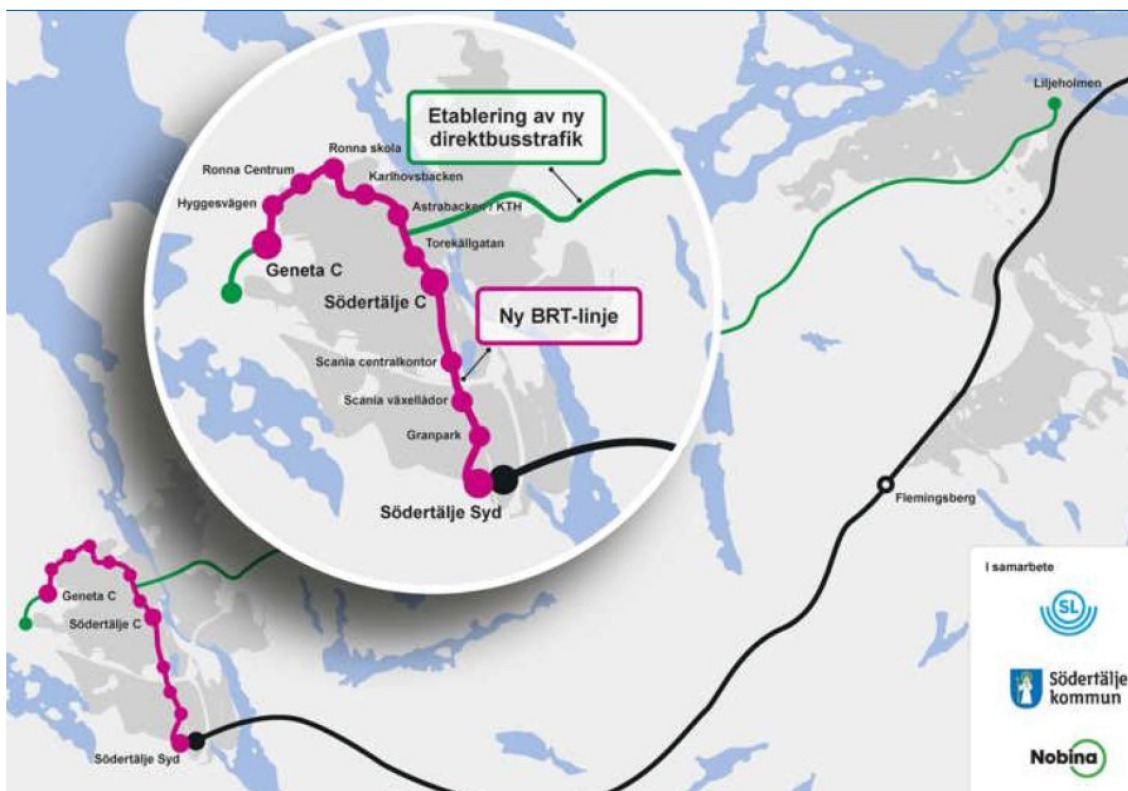 Liljeholmen
Etablering av ny
direktbusstrafik
Ronna skola
Ronna Centrum
Karlhovsbacken
Hyggesvägen
Astrabacken / KTH
Torekällgatan
Geneta C
Södertälje C
Ny BRT-linje
Scania centralkontor
Scania växellådor
Granpark
Södertälje Syd
Flemingsberg
Geneta C
Södertälje C
Södertälje Syd
I samarbete
SL
Södertälje
kommun
Nobina